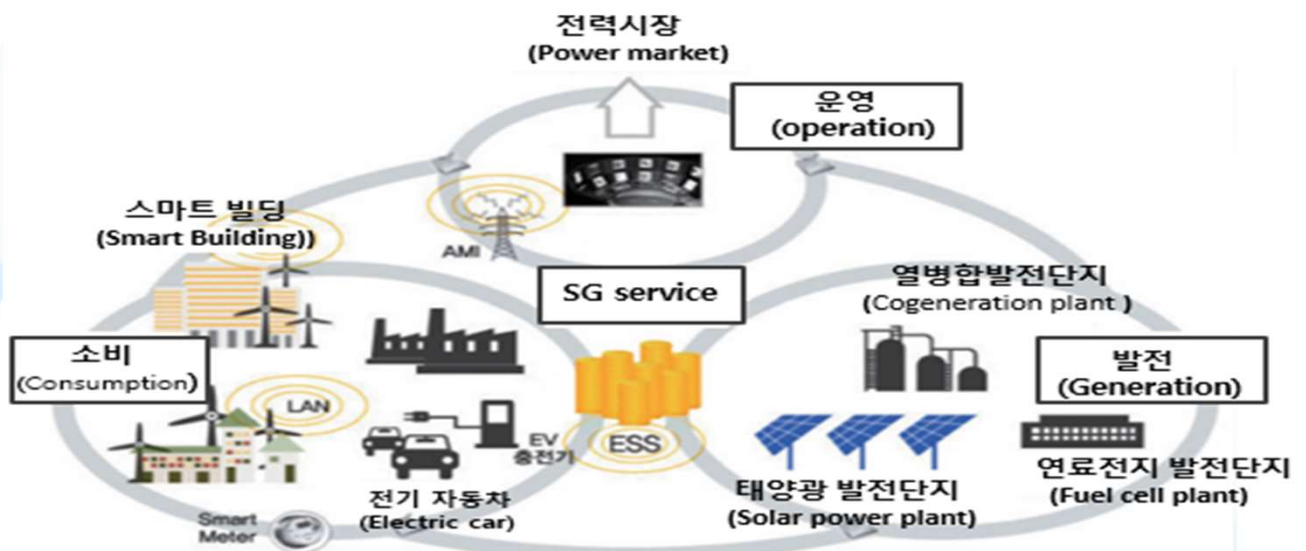 전력시장
(Power market)
운영
(operation)
스마트 빌딩
(Smart Building))
AMI
SG service
열병합발전단지
(Cogeneration plant )
소비
(Consumption)
발전
(Generation)
LAN
EV
충전기
ESS
전기 자동차
(Electric car)
태양광 발전단지
(Solar power plant)
연료전지 발전단지
(Fuel cell plant)
Smart
Meter